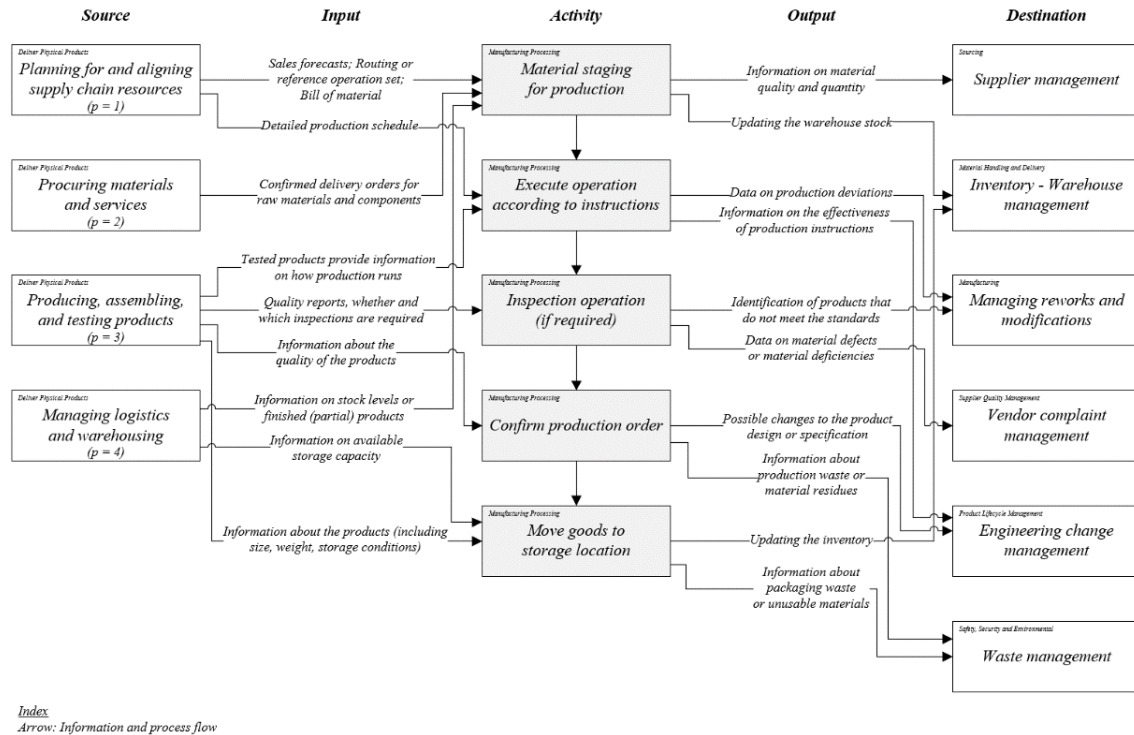 Source
Input
Activity
Output
Destination
Deliver Physical Products
Planning for and aligning
supply chain resources
(p = 1)
Sales forecasts; Routing or
reference operation set;
Bill of material
Detailed production schedule
Manufacturing Processing
Material staging
for production
Information on material
quality and quantity
Updating the warehouse stock
Sourcing
Supplier management
Deliver Physical Products
Procuring materials
and services
(p = 2)
Confirmed delivery orders for
raw materials and components
Manufacturing Processing
Execute operation
according to instructions
Data on production deviations
Information on the effectiveness
of production instructions
Material Handling and Delivery
Inventory - Warehouse
management
Deliver Physical Products
Producing, assembling,
and testing products
(p = 3)
Tested products provide information
on how production runs
Quality reports, whether and
which inspections are required
Information about the
quality of the products
Manufacturing Processing
Inspection operation
(if required)
Identification of products that
do not meet the standards
Data on material defects
or material deficiencies
Manufacturing
Managing reworks and
modifications
Deliver Physical Products
Managing logistics
and warehousing
(p = 4)
Information on stock levels or
finished (partial) products
Information on available
storage capacity
Manufacturing Processing
Confirm production order
Possible changes to the product
design or specification
Information about
production waste or
material residues
Supplier Quality Management
Vendor complaint
management
Information about the products (including
size, weight, storage conditions)
Manufacturing Processing
Move goods to
storage location
Updating the inventory
Information about
packaging waste
or unusable materials
Product Lifecycle Management
Engineering change
management
Safety, Security and Environmental
Waste management
Index
Arrow: Information and process flow